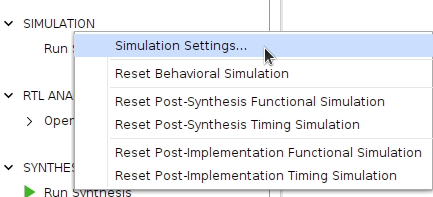 SIMULATION
Run S
Simulation Settings...
Reset Behavioral Simulation
RTL ANA
Reset Post-Synthesis Functional Simulation
Open
Reset Post-Synthesis Timing Simulation
Reset Post-Implementation Functional Simulation
SYNTHES
Reset Post-Implementation Timing Simulation
Run Synthesis